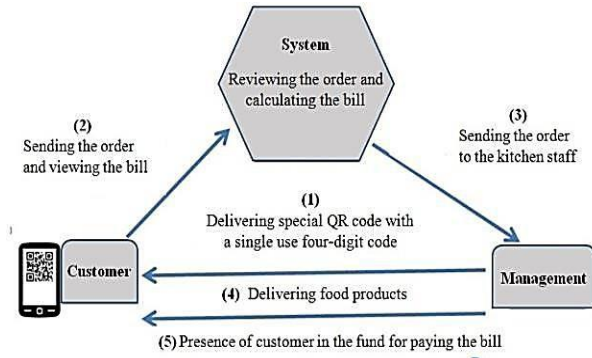 System
Reviewing the order and
calculating the bill
(2)
Sending the order
and viewing the bill
(3)
Sending the order
to the kitchen staff
(1)
Delivering special QR code with
a single use four-digit code
Customer
Management
(4) Delivering food products
(5) Presence of customer in the fund for paying the bill